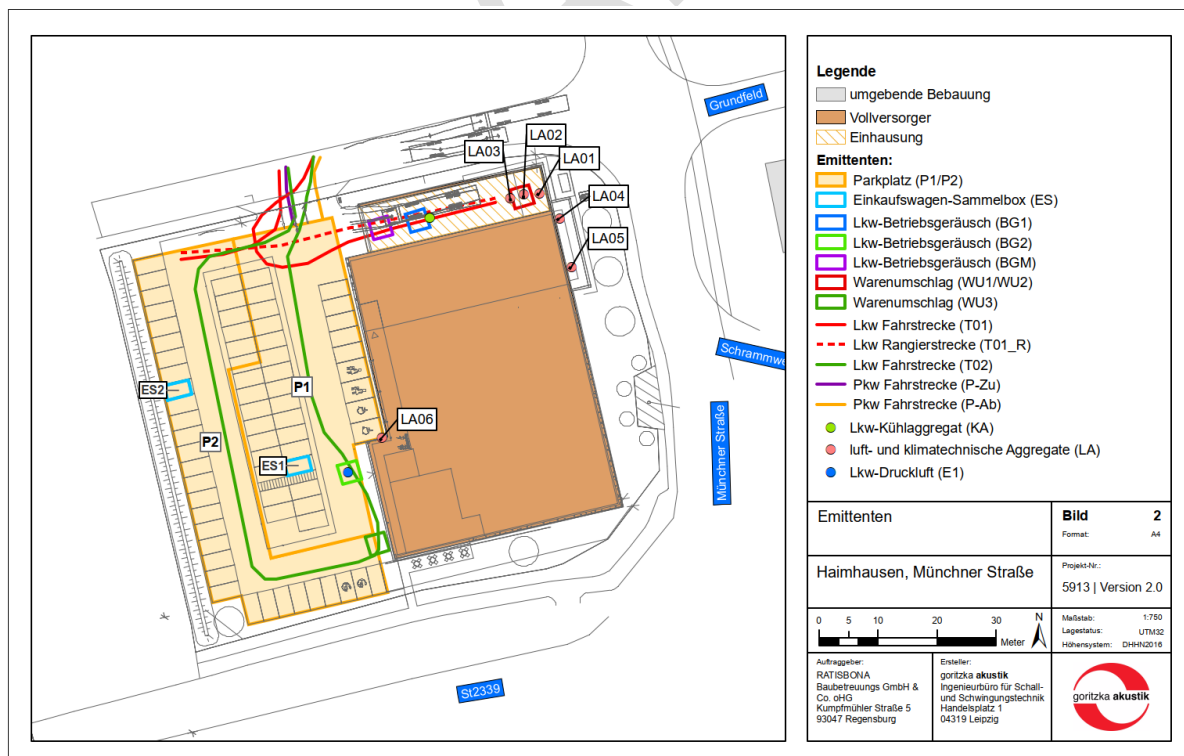 Grundfeld
LA02
LA03
LA01
LA04
LA05
Schrammwe
ES2
P1
LA06
Münchner Straße
P2
ES1
St2339
Legende
umgebende Bebauung
Vollversorger
Einhausung
Emittenten:
Parkplatz (P1/P2)
Einkaufswagen-Sammelbox (ES)
Lkw-Betriebsgeräusch (BG1)
Lkw-Betriebsgeräusch (BG2)
Lkw-Betriebsgeräusch (BGM)
Warenumschlag (WU1/WU2)
Warenumschlag (WU3)
Lkw Fahrstrecke (T01)
Lkw Rangierstrecke (T01_R)
Lkw Fahrstrecke (T02)
Pkw Fahrstrecke (P-Zu)
Pkw Fahrstrecke (P-Ab)
Lkw-Kühlaggregat (KA)
luft- und klimatechnische Aggregate (LA)
Lkw-Druckluft (E1)
Emittenten
Bild 2
Format: A4
Haimhausen, Münchner Straße
Projekt-Nr.:
5913 | Version 2.0
0 5 10 20 30
Meter
N
Maßstab: 1:750
Lagestatus: UTM32
Höhensystem: DHHN2016
Auftraggeber:
RATISBONA
Baubetreuungs GmbH &
Co. oHG
Kumpfmühler Straße 5
93047 Regensburg
Ersteller:
goritzka akustik
Ingenieurbüro für Schall-
und Schwingungstechnik
Handelsplatz 1
04319 Leipzig
goritzka akustik